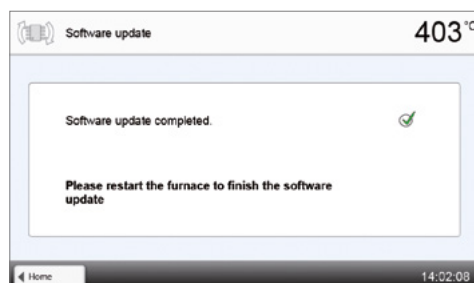 Software update
403 °C
Software update completed.
Please restart the furnace to finish the software
update
Home
14:02:08